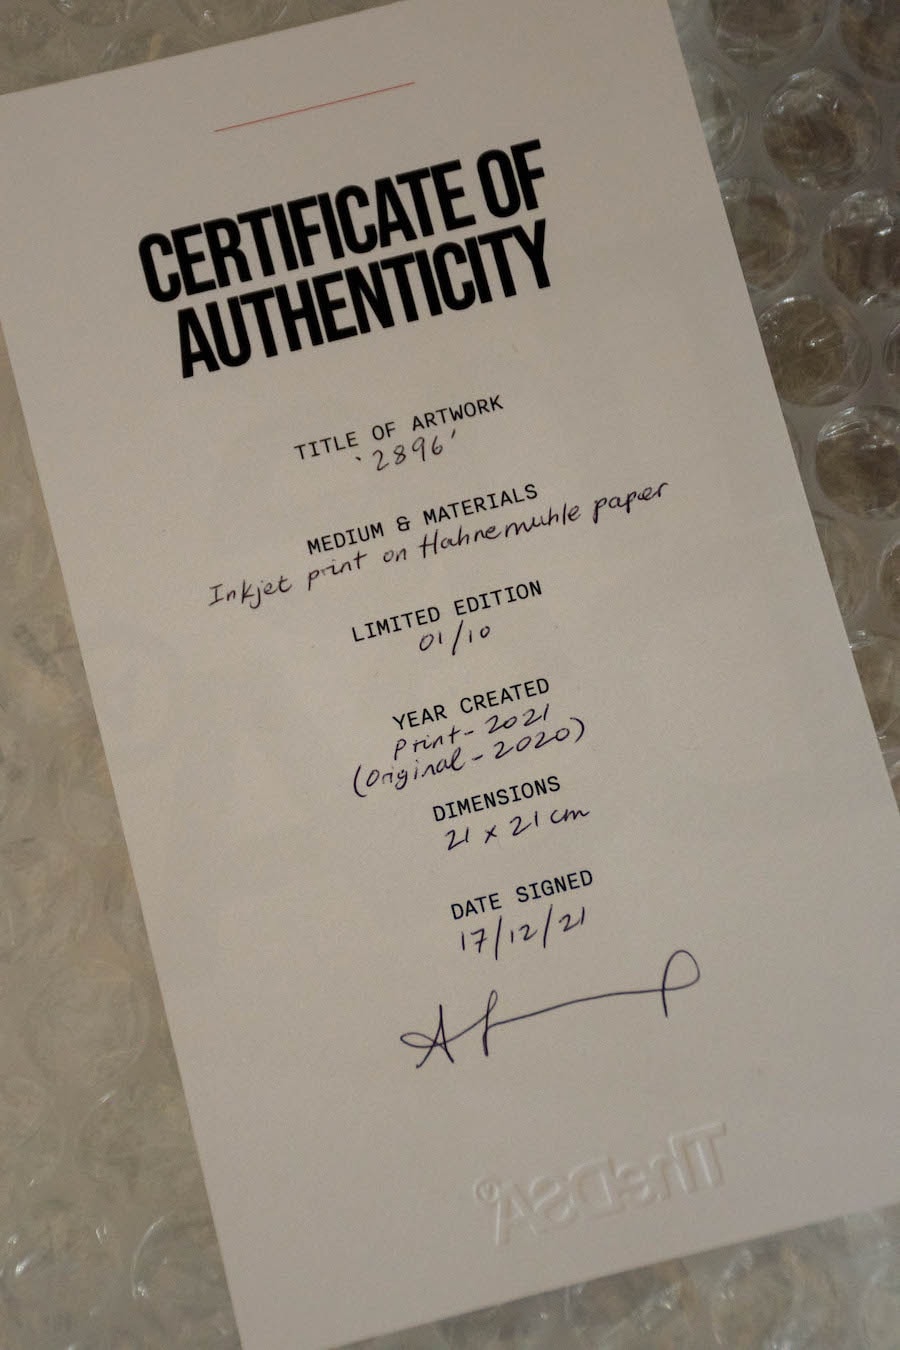 CERTIFICATE OF
AUTHENTICITY
TITLE OF ARTWORK
'2896'
MEDIUM & MATERIALS
Inkjet print on Hahnemuhle paper
LIMITED EDITION
01/10
YEAR CREATED
Print - 2021
(Original - 2020)
DIMENSIONS
21 x 21 cm
DATE SIGNED
17/12/21
TheDSA